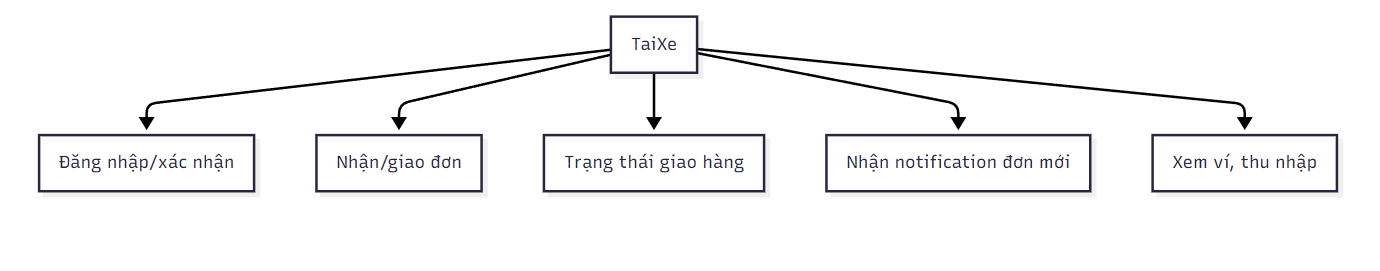 TaiXe
Đăng nhập/xác nhận
Nhận/giao đơn
Trạng thái giao hàng
Nhận notification đơn mới
Xem ví, thu nhập